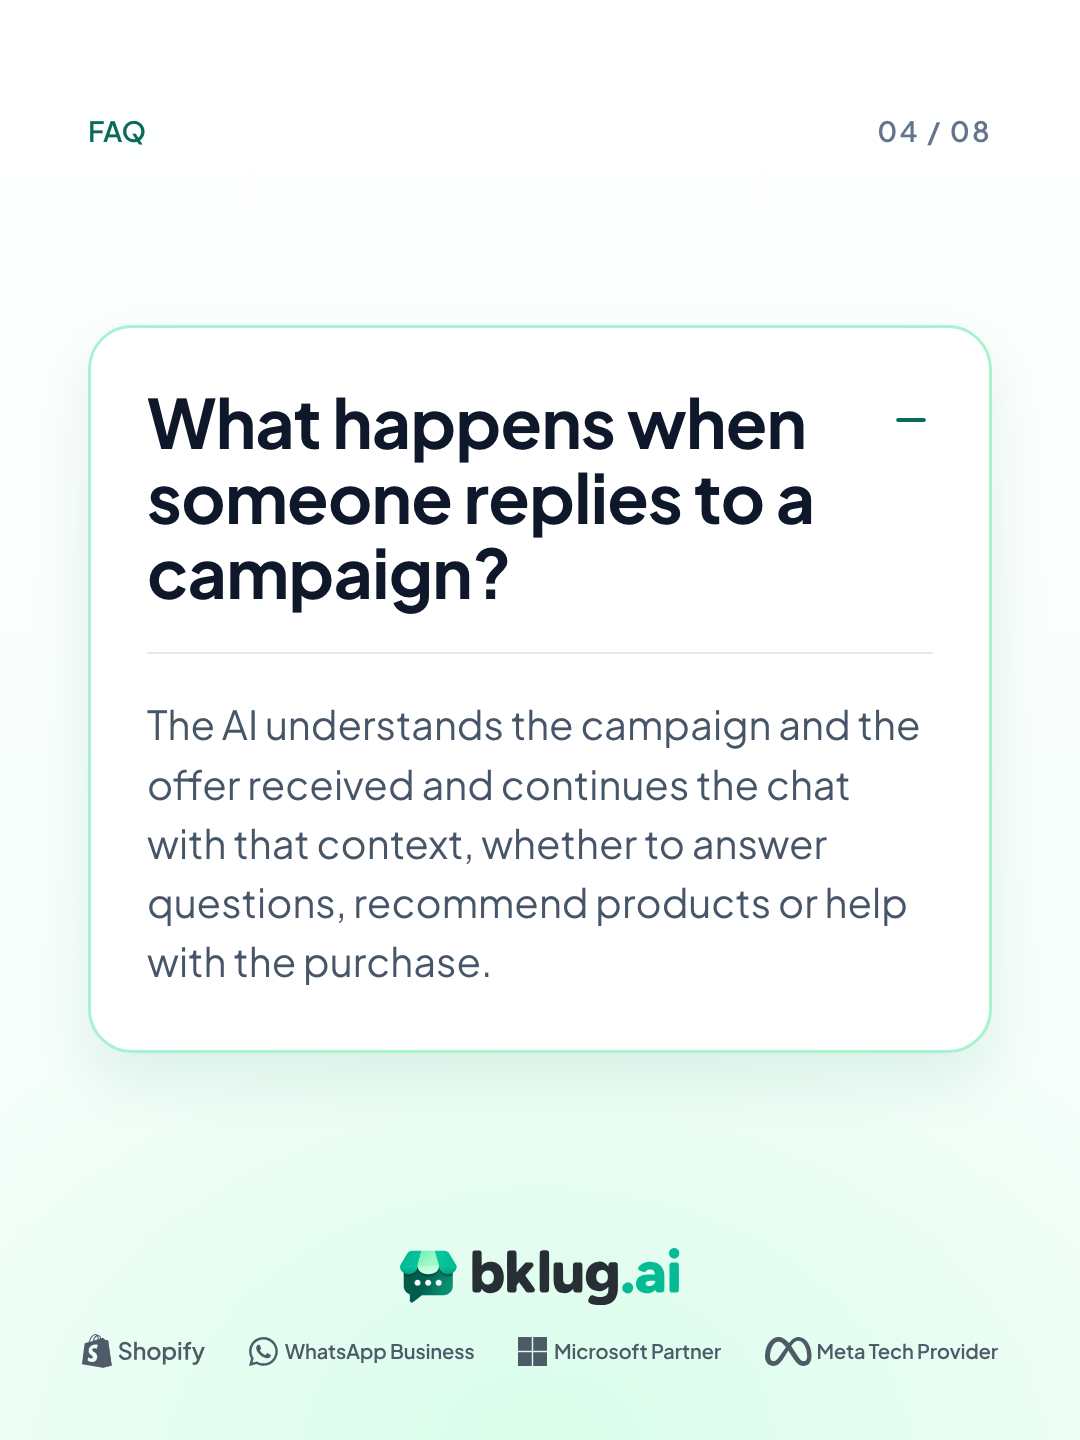 FAQ
04 / 08
What happens when
someone replies to a
campaign?
The AI understands the campaign and the
offer received and continues the chat
with that context, whether to answer
questions, recommend products or help
with the purchase.
bklug.ai
Shopify
WhatsApp Business
Microsoft Partner
Meta Tech Provider